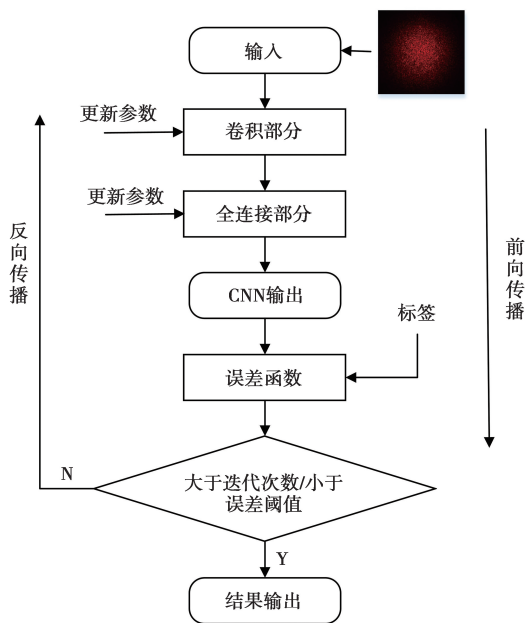 输入
更新参数
卷积部分
更新参数
全连接部分
反向传播
前向传播
CNN输出
标签
误差函数
大于迭代次数/小于
误差阈值
N
Y
结果输出